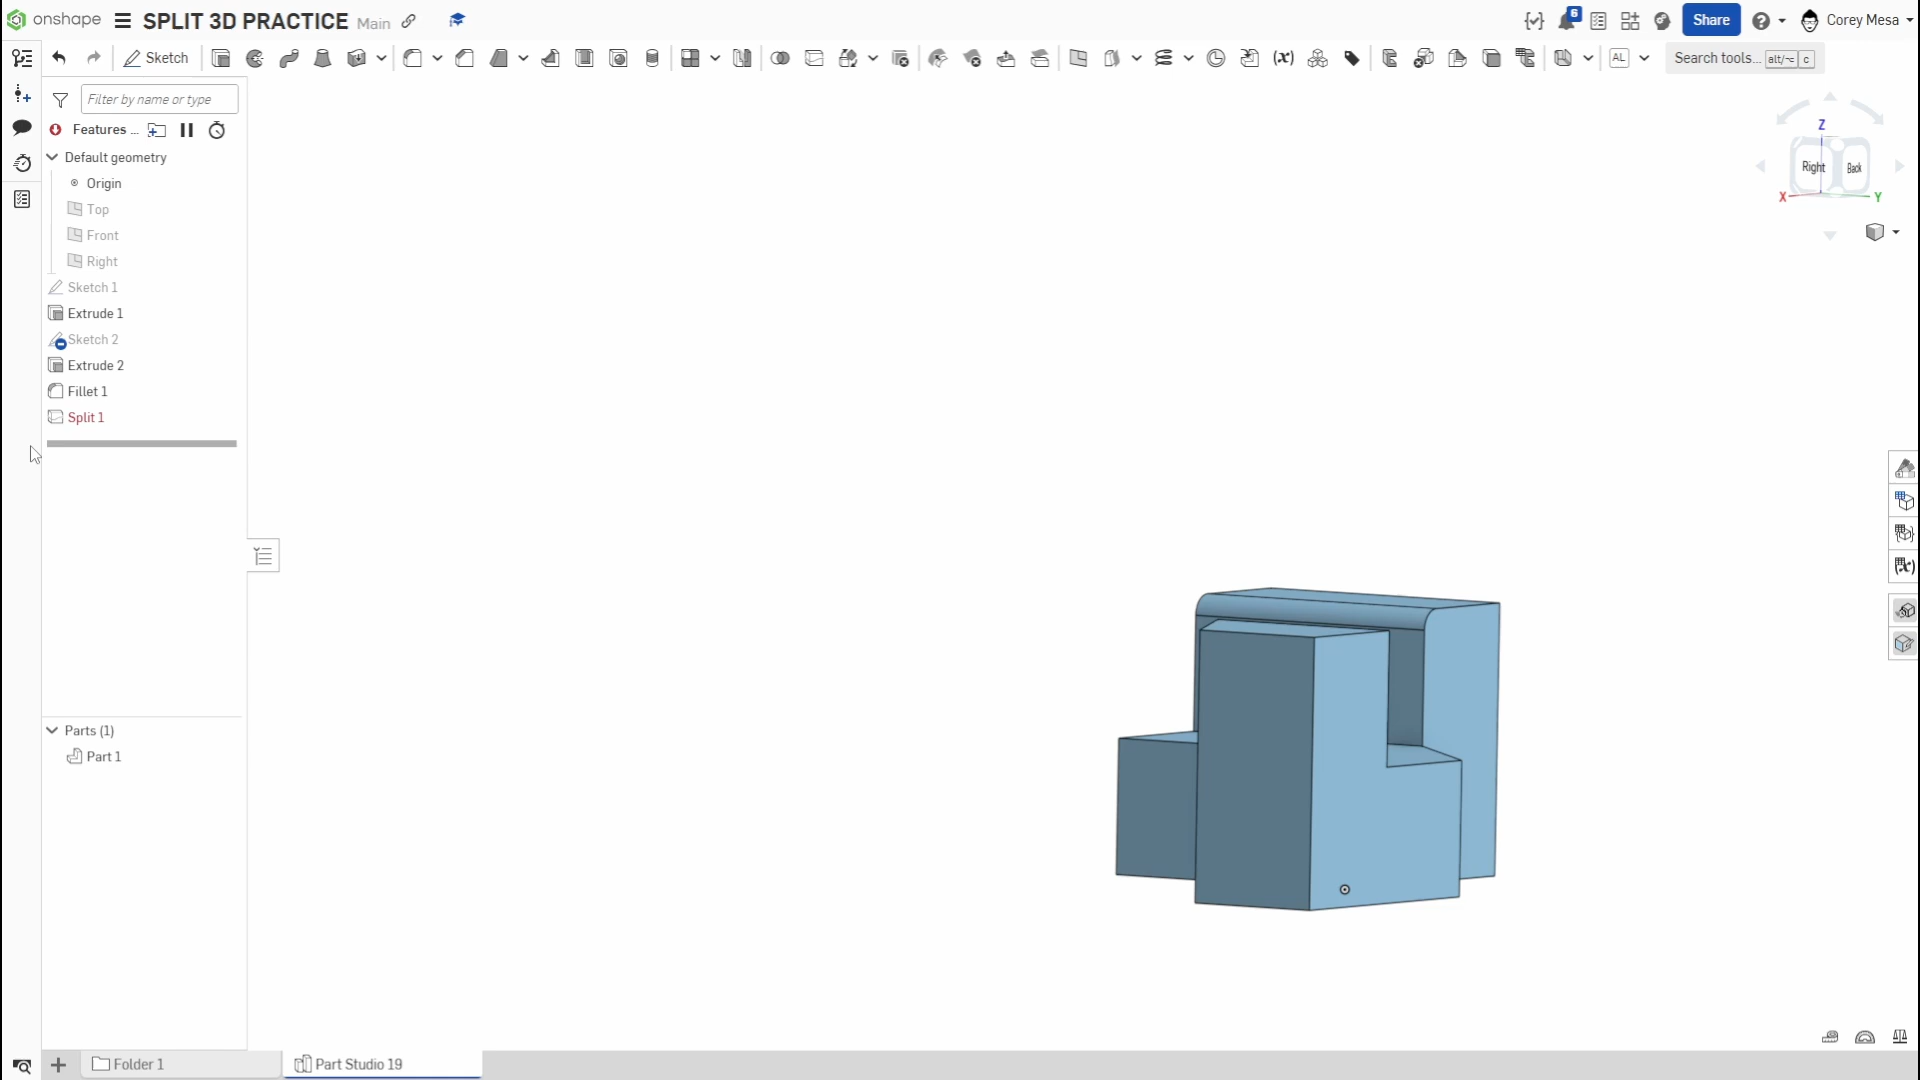 onshape SPLIT 3D PRACTICE Main 6 Share Corey Mesa
Sketch (x) AL Search tools... alt/⌥ c
Filter by name or type
Features ...
Default geometry
Origin
Top
Front
Right
Sketch 1
Extrude 1
Sketch 2
Extrude 2
Fillet 1
Split 1
Z
Right Back
X Y
(x)
Parts (1)
Part 1
Folder 1 Part Studio 19